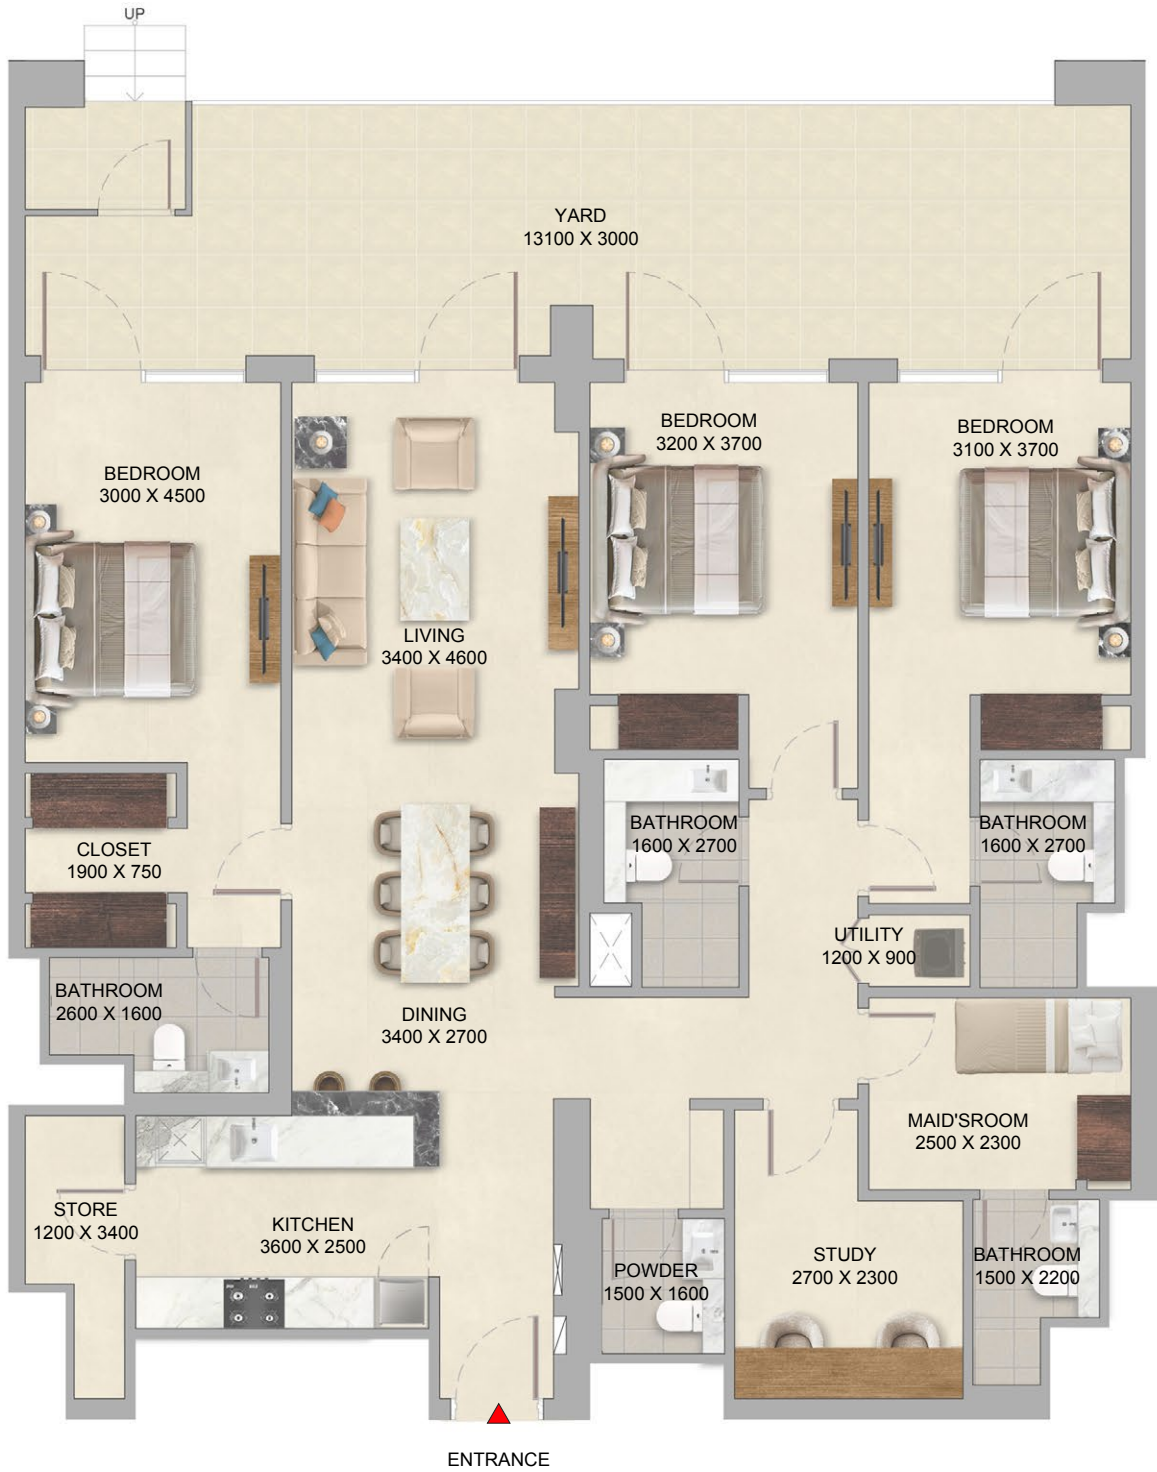 UP
YARD
13100 X 3000
BEDROOM
3000 X 4500
BEDROOM
3200 X 3700
BEDROOM
3100 X 3700
LIVING
3400 X 4600
CLOSET
1900 X 750
BATHROOM
1600 X 2700
BATHROOM
1600 X 2700
UTILITY
1200 X 900
BATHROOM
2600 X 1600
DINING
3400 X 2700
MAID'SROOM
2500 X 2300
STORE
1200 X 3400
KITCHEN
3600 X 2500
POWDER
1500 X 1600
STUDY
2700 X 2300
BATHROOM
1500 X 2200
ENTRANCE